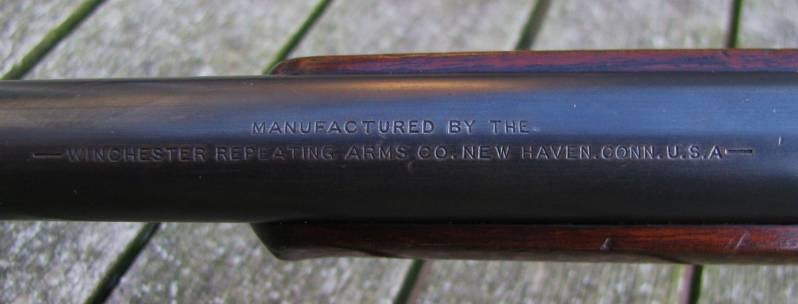 MANUFACTURED BY THE
—WINCHESTER REPEATING ARMS CO. NEW HAVEN. CONN. U.S.A—